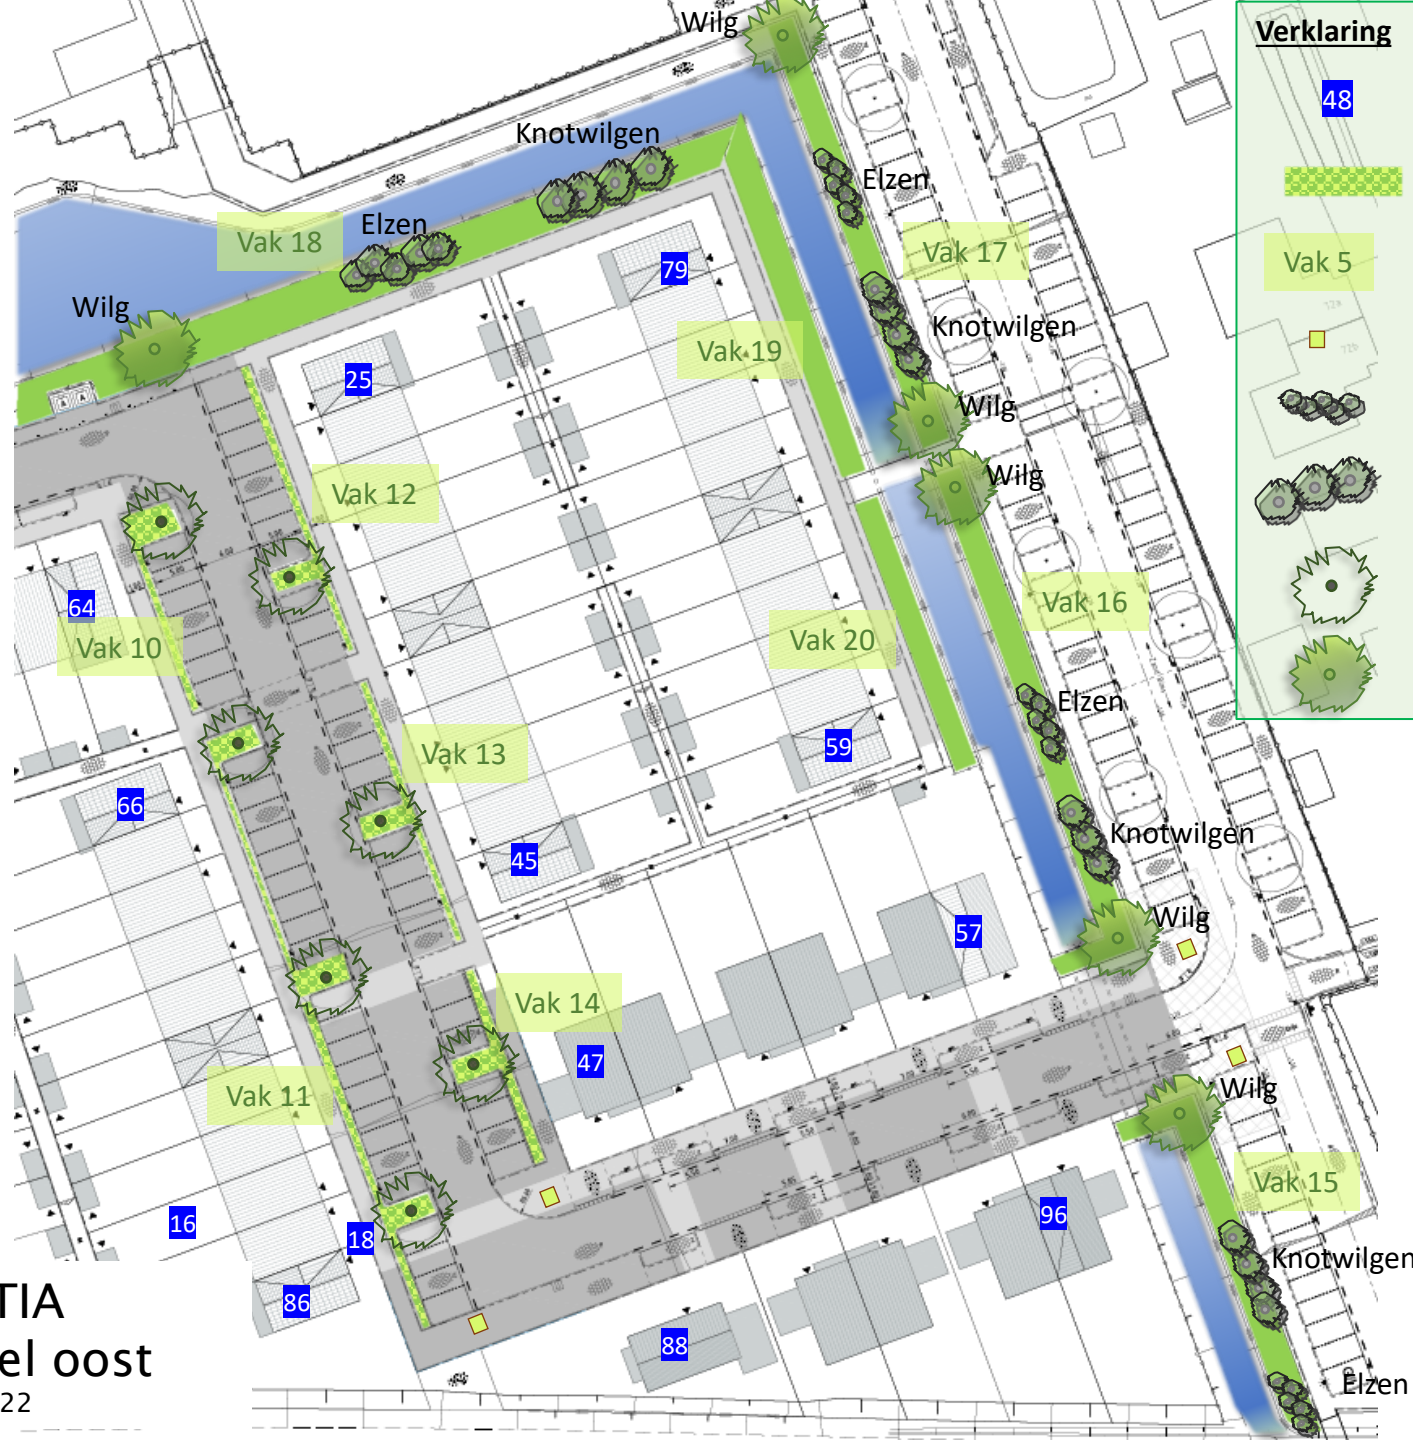 Wilg
Verklaring
48
Knotwilgen
Elzen
Elzen
Vak 18
Vak 17
Vak 5
79
Wilg
Knotwilgen
72a
72b
Vak 19
25
Wilg
Wilg
Vak 12
64
Vak 10
Vak 16
Vak 20
Elzen
59
Vak 13
66
Knotwilgen
45
57
Wilg
Vak 14
47
Vak 11
Wilg
Vak 15
16
18
96
Knotwilgen
86
TIA
88
el oost
Elzen
22